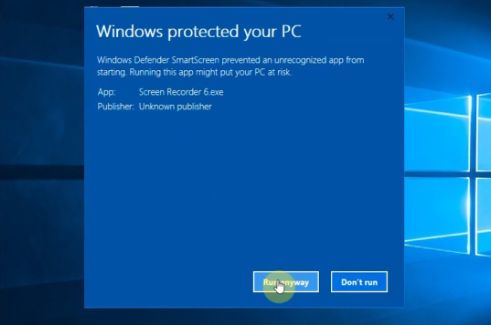 Windows protected your PC
Windows Defender SmartScreen prevented an unrecognized app from
starting. Running this app might put your PC at risk.
App: Screen Recorder 6.exe
Publisher: Unknown publisher
Run anyway Don't run